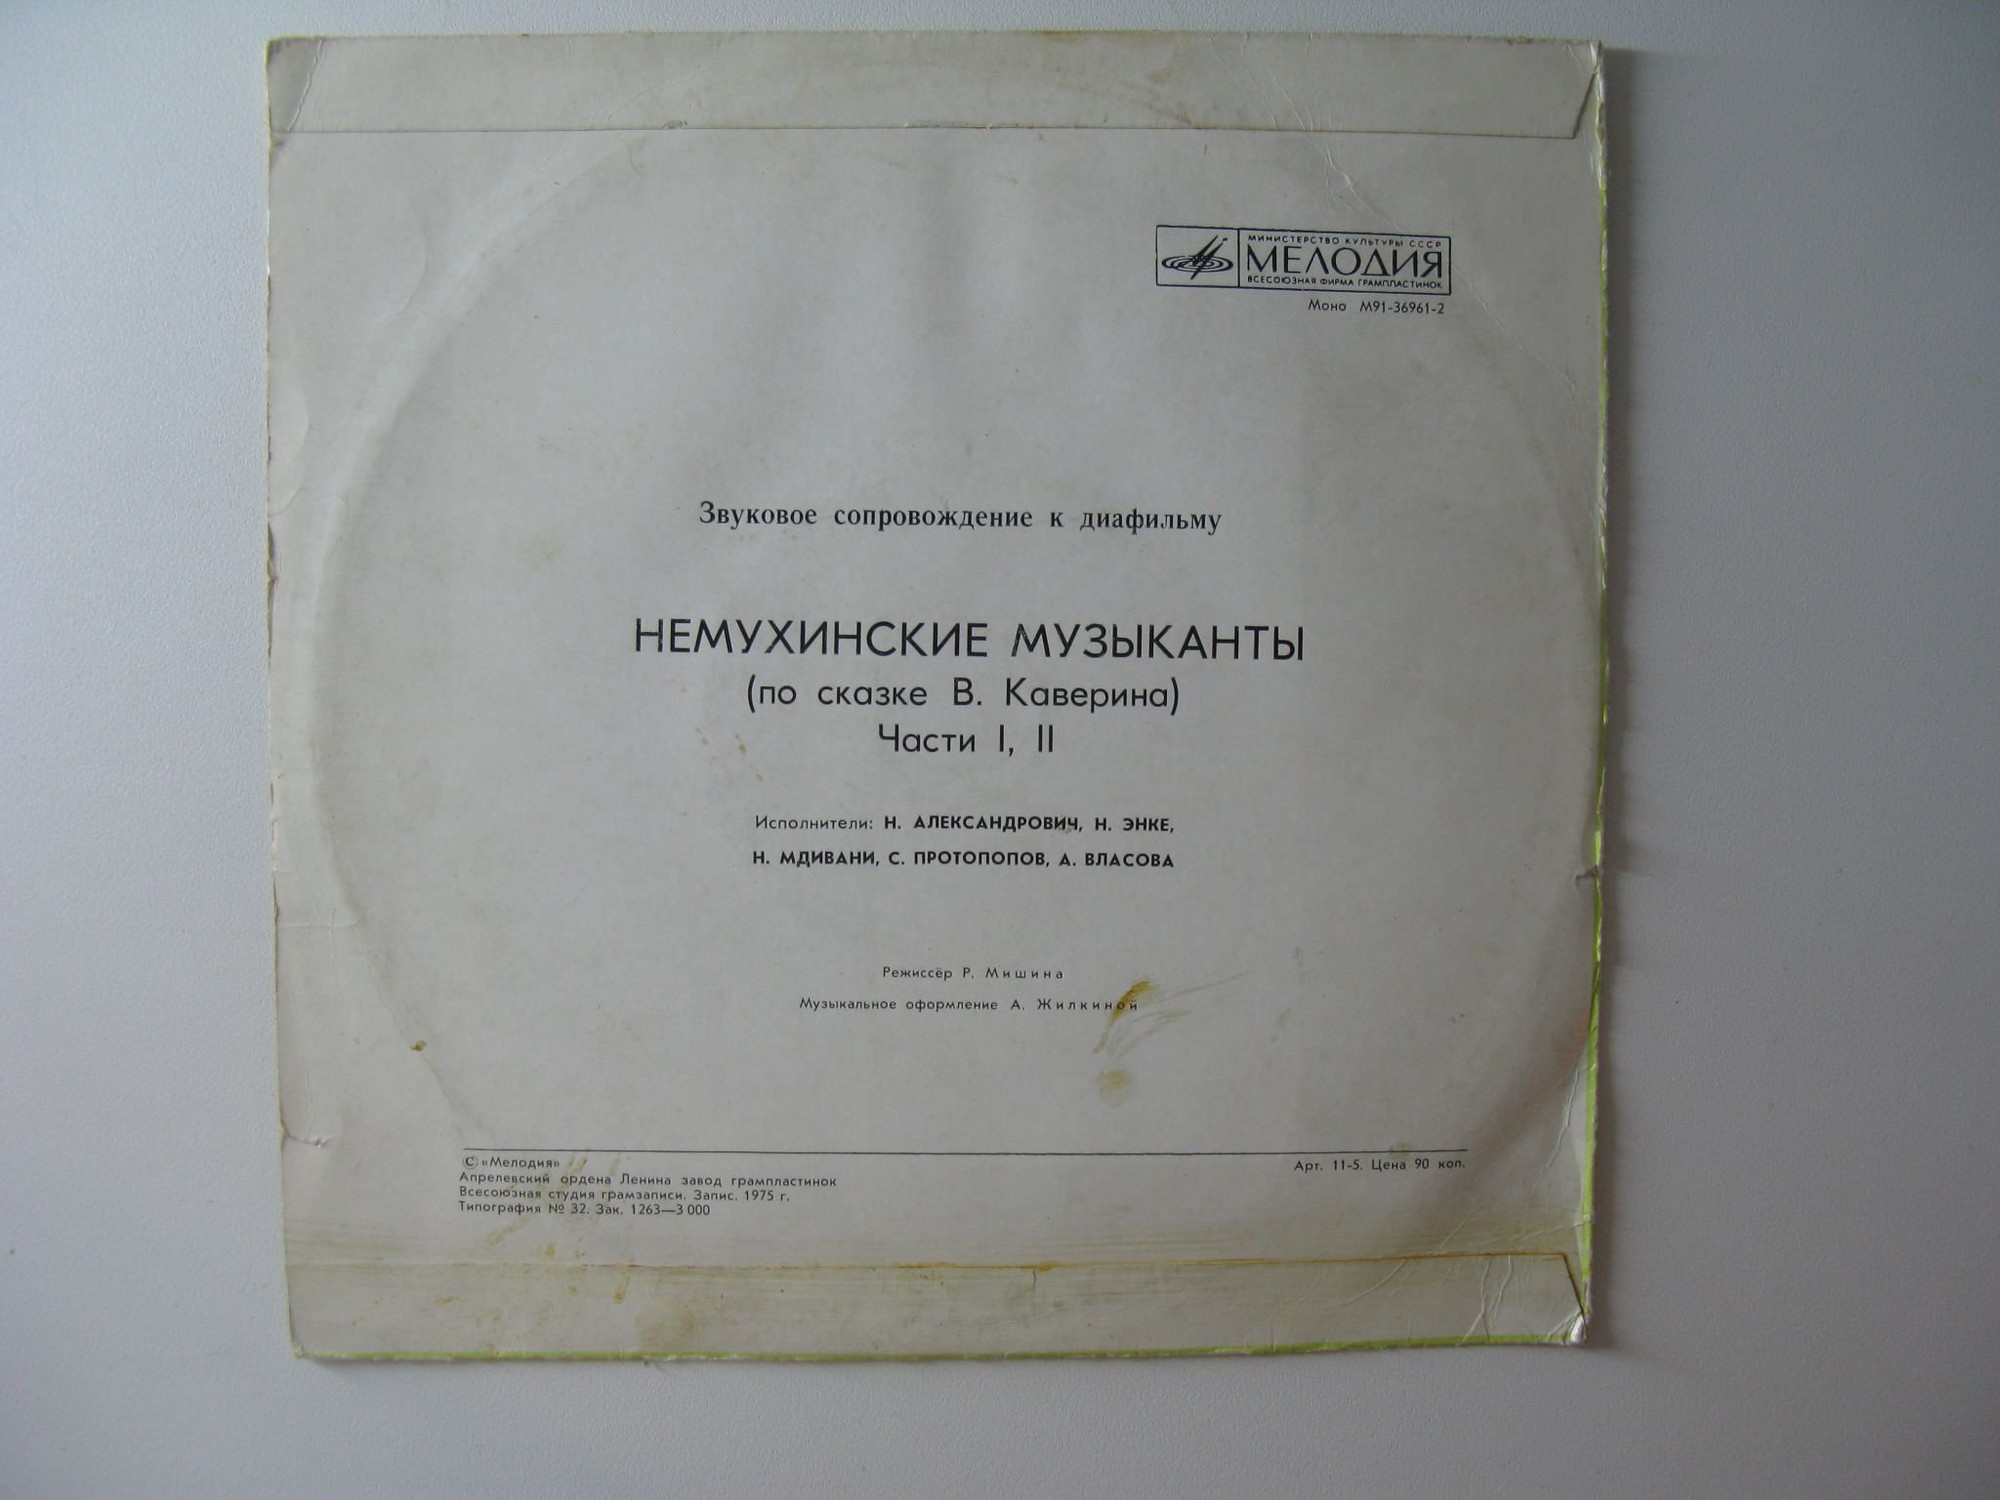 МИНИСТЕРСТВО КУЛЬТУРЫ СССР
МЕЛОДИЯ
ВСЕСОЮЗНАЯ ФИРМА ГРАМПЛАСТИНОК
Моно М91-36961-2
Звуковое сопровождение к диафильму
НЕМУХИНСКИЕ МУЗЫКАНТЫ
(по сказке В. Каверина)
Части I, II
Исполнители: Н. АЛЕКСАНДРОВИЧ, Н. ЭНКЕ,
Н. МДИВАНИ, С. ПРОТОПОПОВ, А. ВЛАСОВА
Режиссёр Р. Мишина
Музыкальное оформление А. Жилкиной
© «Мелодия»
Апрелевский ордена Ленина завод грампластинок
Всесоюзная студия грамзаписи. Запис. 1975 г.
Типография № 32. Зак. 1263—3 000
Арт. 11-5. Цена 90 коп.